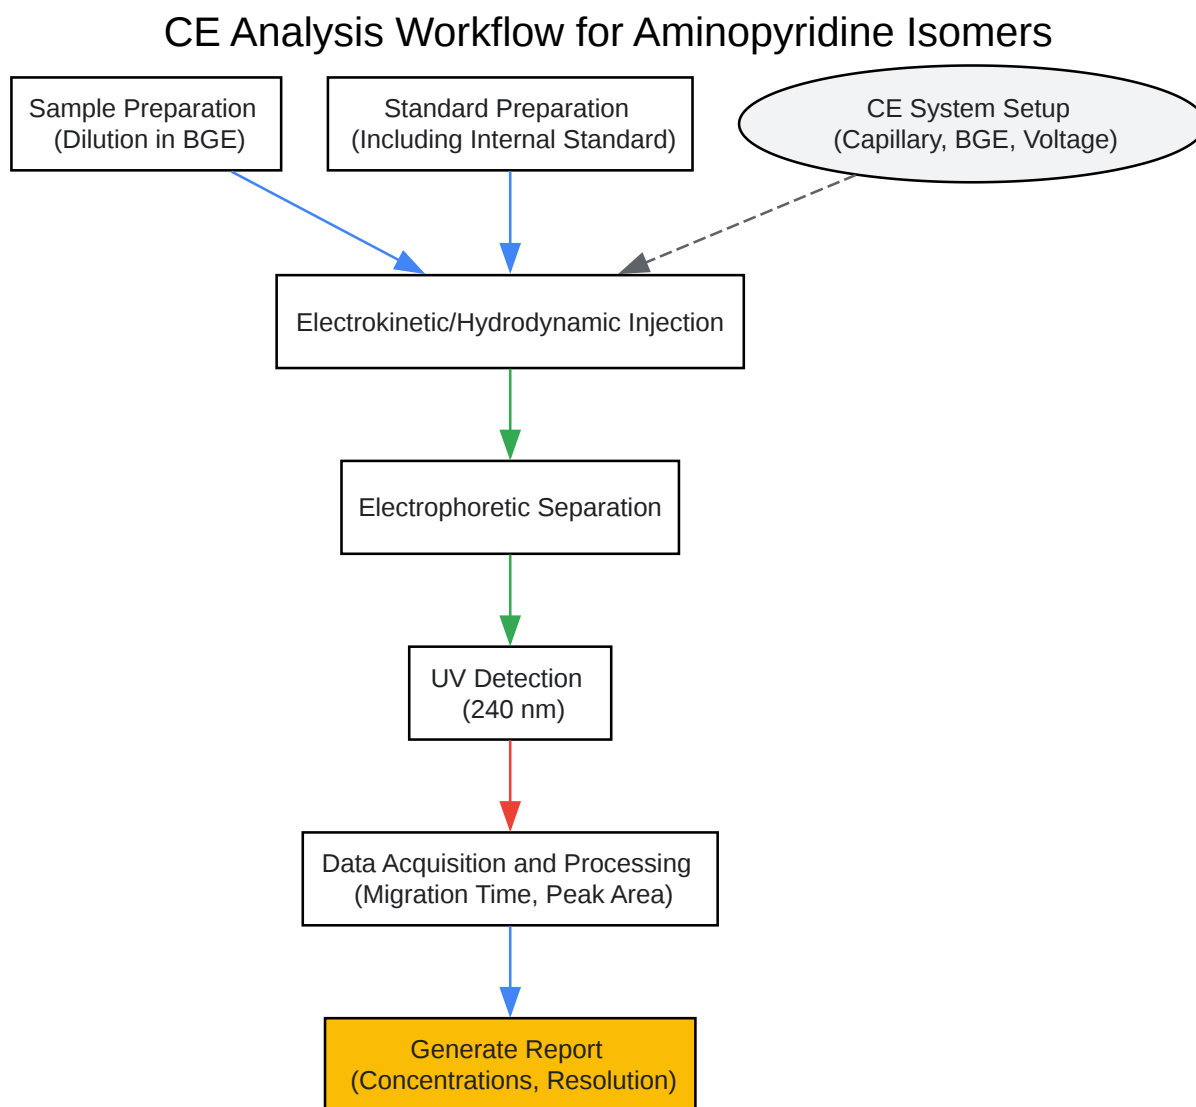 CE Analysis Workflow for Aminopyridine Isomers
Sample Preparation
(Dilution in BGE)
Standard Preparation
(Including Internal Standard)
CE System Setup
(Capillary, BGE, Voltage)
Electrokinetic/Hydrodynamic Injection
Electrophoretic Separation
UV Detection
(240 nm)
Data Acquisition and Processing
(Migration Time, Peak Area)
Generate Report
(Concentrations, Resolution)